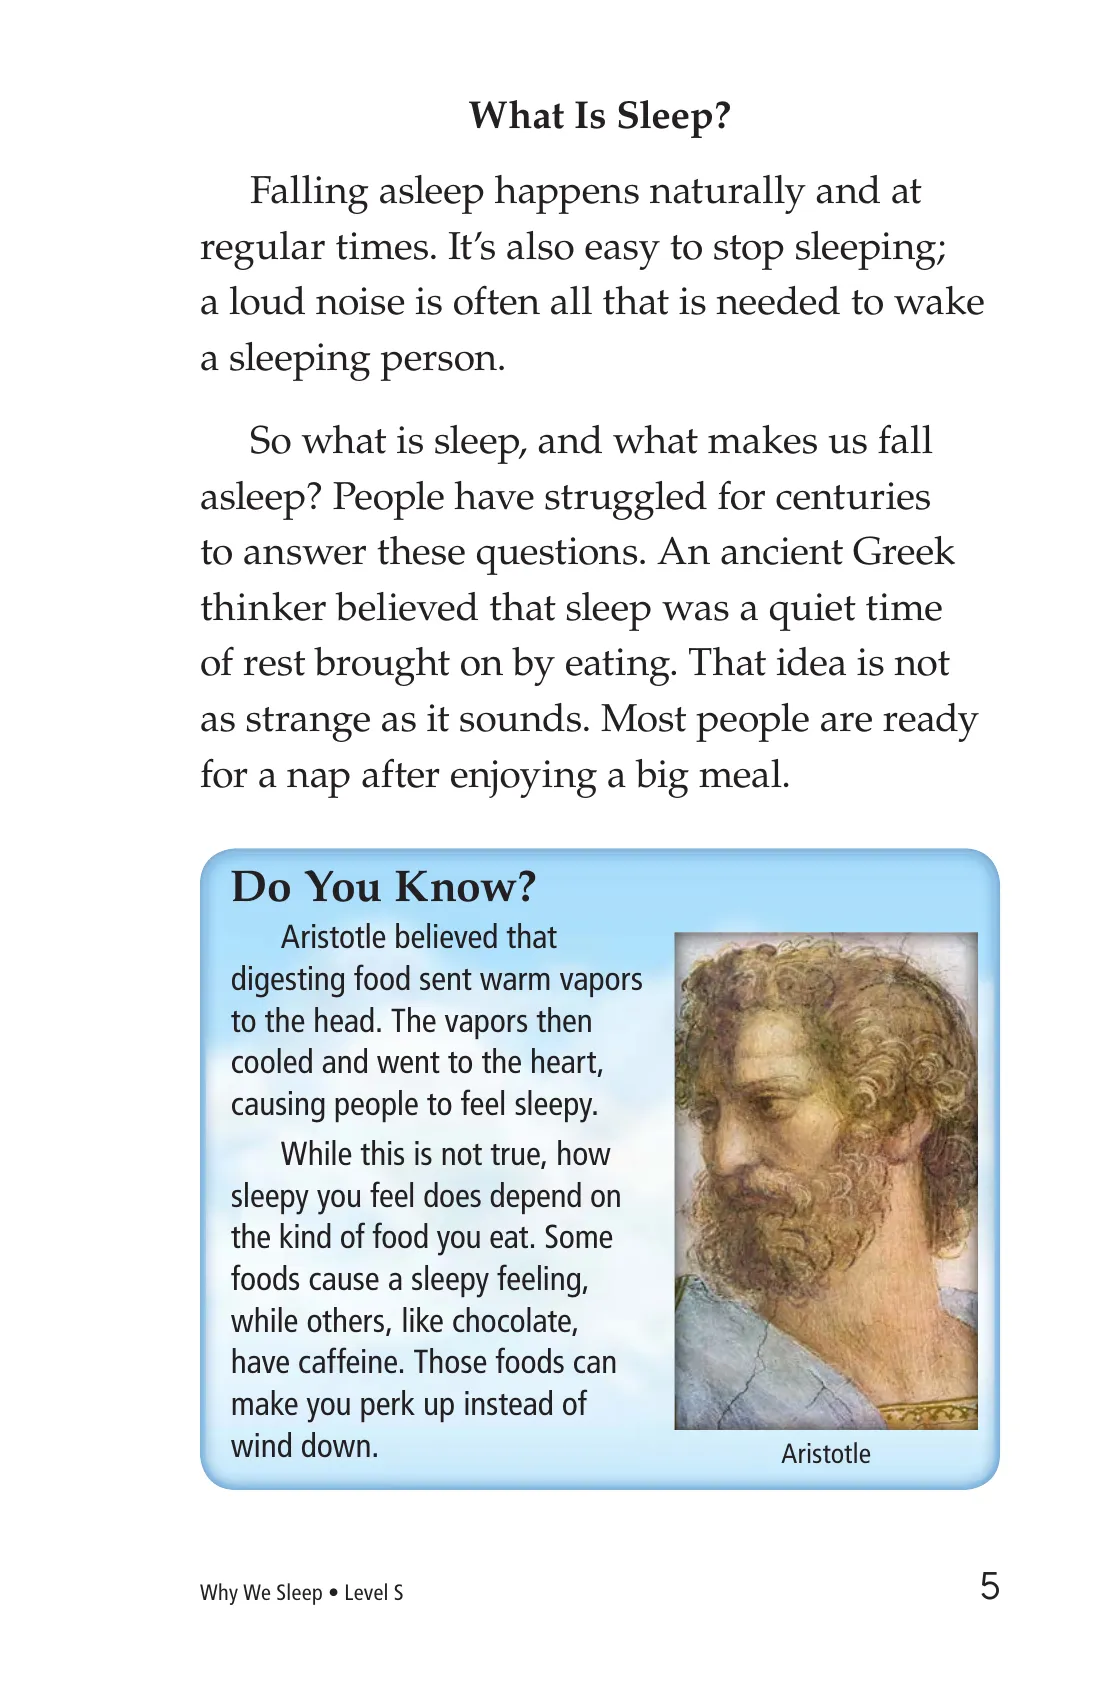 What Is Sleep?
Falling asleep happens naturally and at
regular times. It’s also easy to stop sleeping;
a loud noise is often all that is needed to wake
a sleeping person.
So what is sleep, and what makes us fall
asleep? People have struggled for centuries
to answer these questions. An ancient Greek
thinker believed that sleep was a quiet time
of rest brought on by eating. That idea is not
as strange as it sounds. Most people are ready
for a nap after enjoying a big meal.
Do You Know?
Aristotle believed that
digesting food sent warm vapors
to the head. The vapors then
cooled and went to the heart,
causing people to feel sleepy.
While this is not true, how
sleepy you feel does depend on
the kind of food you eat. Some
foods cause a sleepy feeling,
while others, like chocolate,
have caffeine. Those foods can
make you perk up instead of
wind down.
Aristotle
Why We Sleep • Level S
5